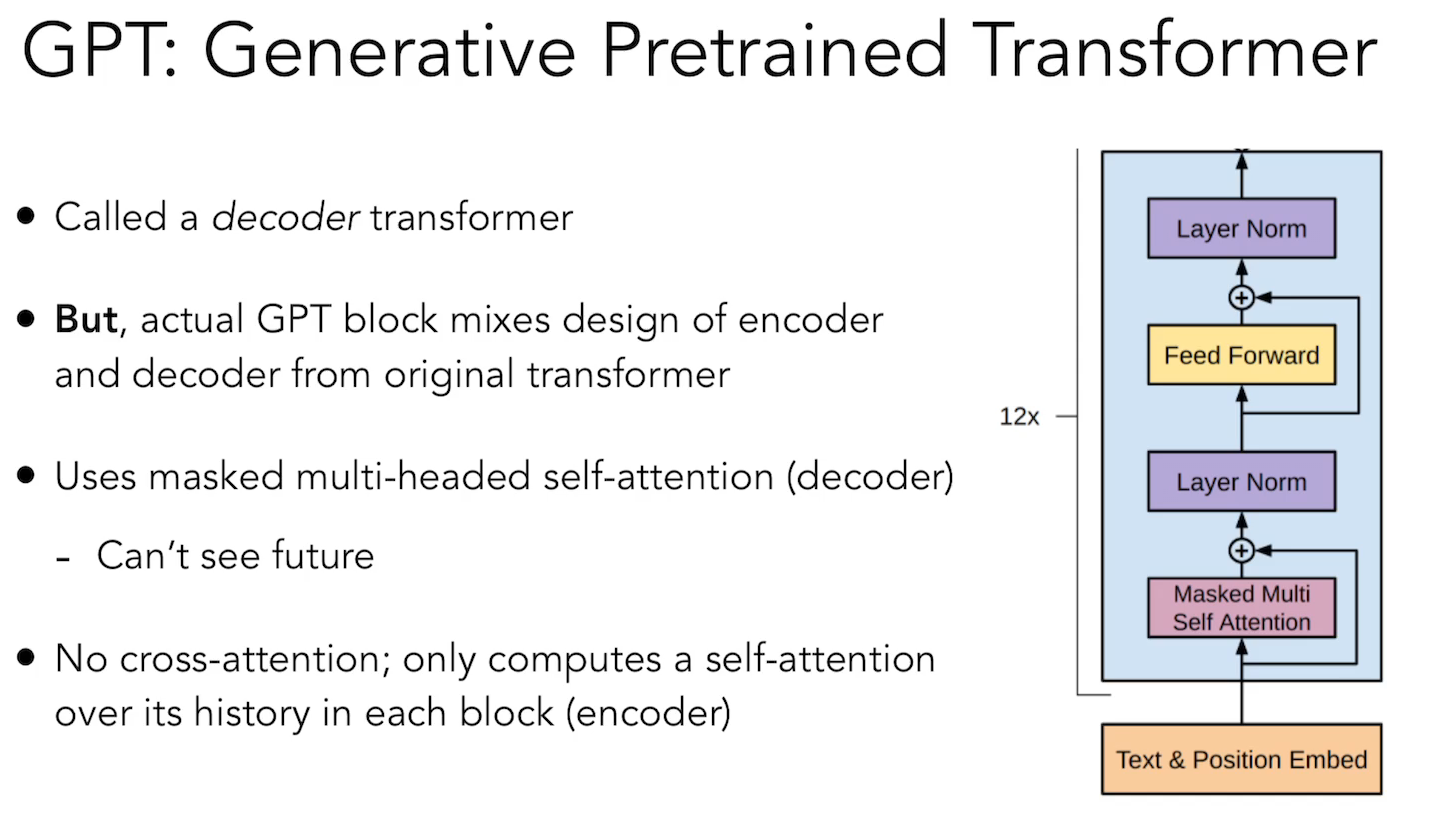 GPT: Generative Pretrained Transformer
• Called a decoder transformer
• But, actual GPT block mixes design of encoder
and decoder from original transformer
• Uses masked multi-headed self-attention (decoder)
- Can't see future
• No cross-attention; only computes a self-attention
over its history in each block (encoder)
Layer Norm
+
Feed Forward
12x
Layer Norm
+
Masked Multi
Self Attention
Text & Position Embed